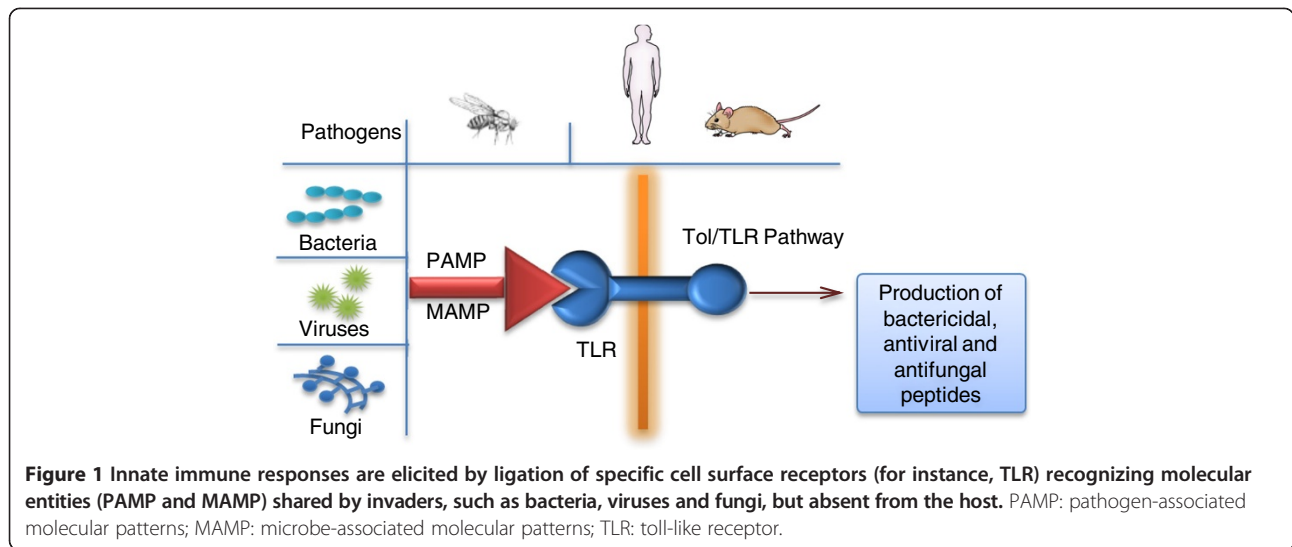 Pathogens
Bacteria
Viruses
Fungi
PAMP
MAMP
TLR
Tol/TLR Pathway
Production of
bactericidal,
antiviral and
antifungal
peptides
Figure 1 Innate immune responses are elicited by ligation of specific cell surface receptors (for instance, TLR) recognizing molecular
entities (PAMP and MAMP) shared by invaders, such as bacteria, viruses and fungi, but absent from the host. PAMP: pathogen-associated
molecular patterns; MAMP: microbe-associated molecular patterns; TLR: toll-like receptor.